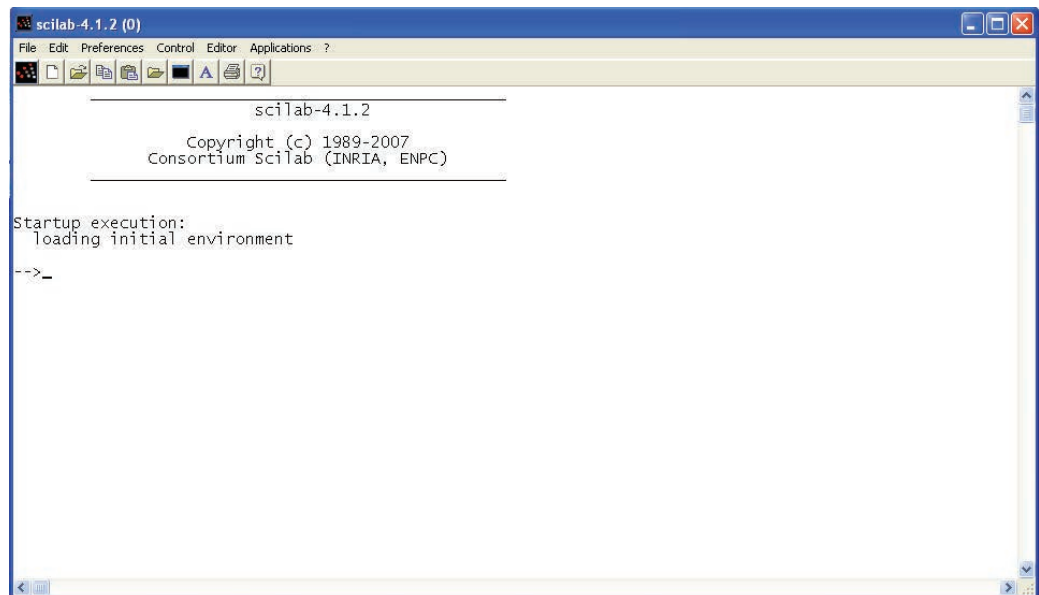 scilab-4.1.2 (0)
File Edit Preferences Control Editor Applications ?
A ?
scilab-4.1.2
Copyright (c) 1989-2007
Consortium Scilab (INRIA, ENPC)
Startup execution:
loading initial environment
-->_